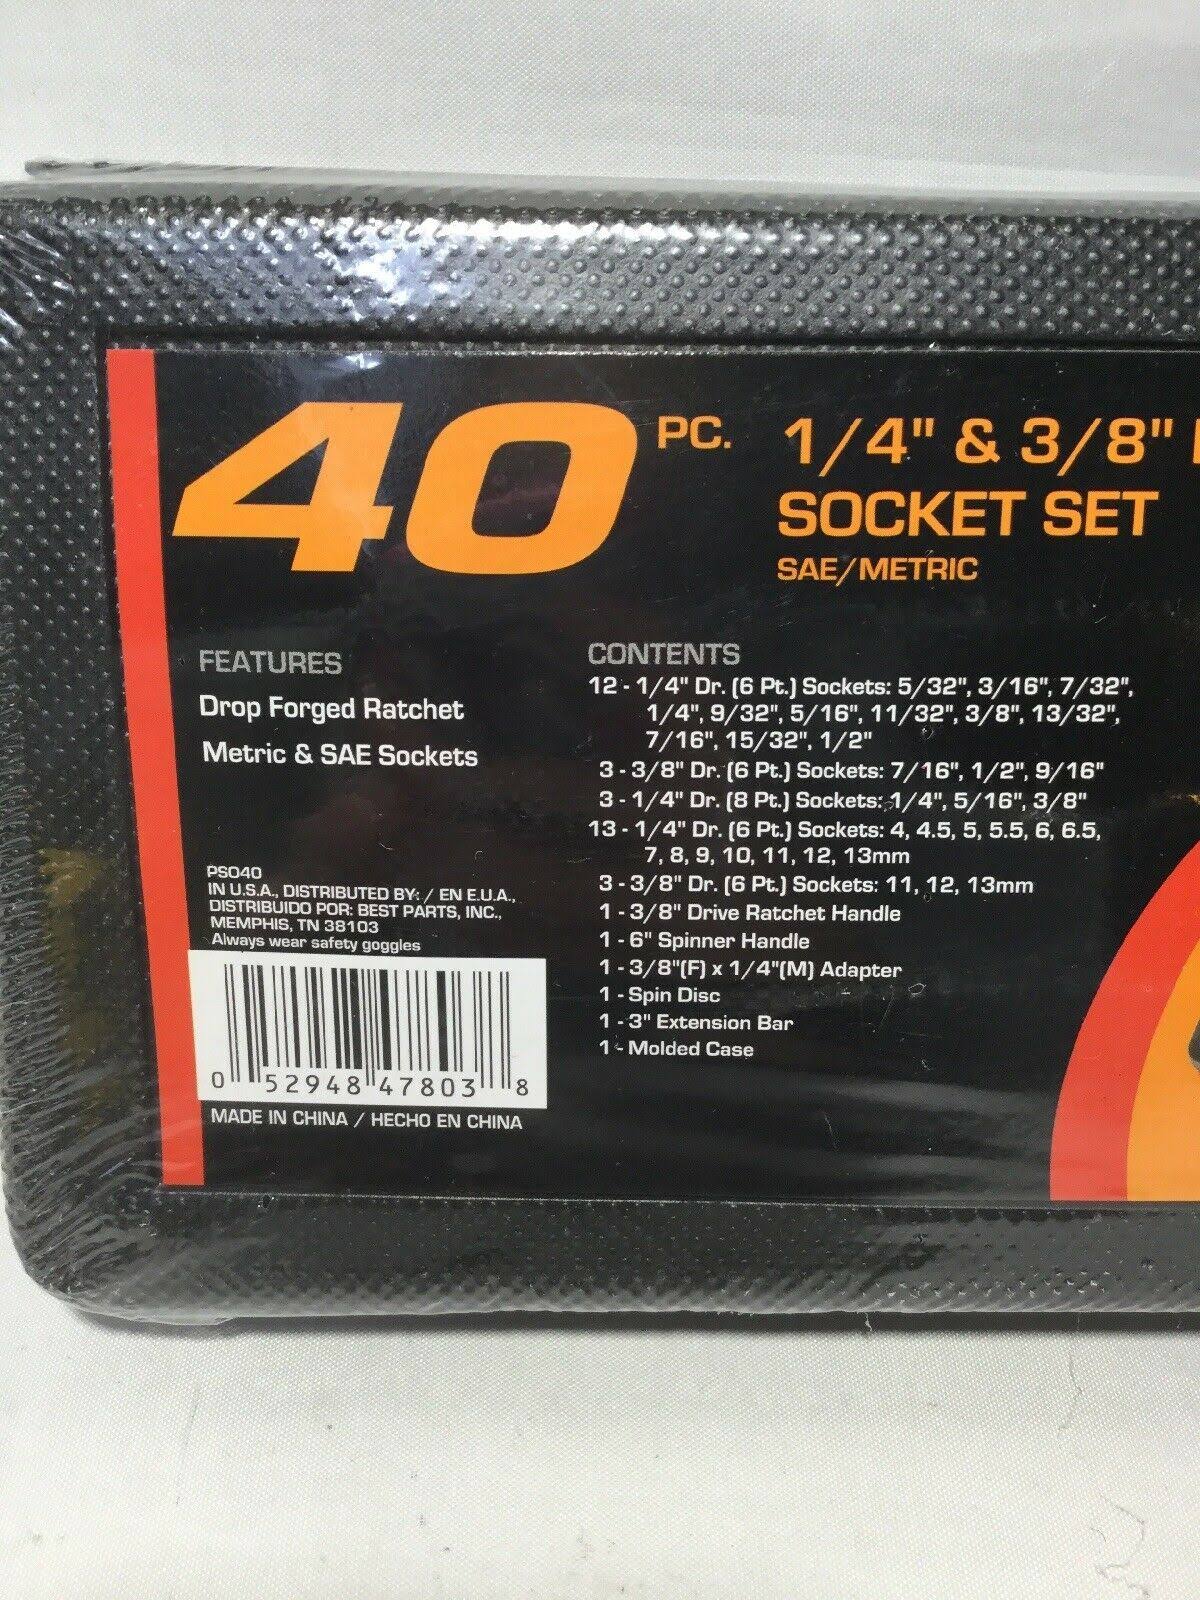 40 PC. 1/4" & 3/8"
SOCKET SET
SAE/METRIC
FEATURES
Drop Forged Ratchet
Metric & SAE Sockets
PSO40
IN U.S.A., DISTRIBUTED BY: / EN E.U.A.,
DISTRIBUIDO POR: BEST PARTS, INC.,
MEMPHIS, TN 38103
Always wear safety goggles
0 52948 47803 8
MADE IN CHINA / HECHO EN CHINA
CONTENTS
12 - 1/4" Dr. (6 Pt.) Sockets: 5/32", 3/16", 7/32",
1/4", 9/32", 5/16", 11/32", 3/8", 13/32",
7/16", 15/32", 1/2"
3 - 3/8" Dr. (6 Pt.) Sockets: 7/16", 1/2", 9/16"
3 - 1/4" Dr. (8 Pt.) Sockets: 1/4", 5/16", 3/8"
13 - 1/4" Dr. (6 Pt.) Sockets: 4, 4.5, 5, 5.5, 6, 6.5,
7, 8, 9, 10, 11, 12, 13mm
3 - 3/8" Dr. (6 Pt.) Sockets: 11, 12, 13mm
1 - 3/8" Drive Ratchet Handle
1 - 6" Spinner Handle
1 - 3/8"(F) x 1/4"(M) Adapter
1 - Spin Disc
1 - 3" Extension Bar
1 - Molded Case